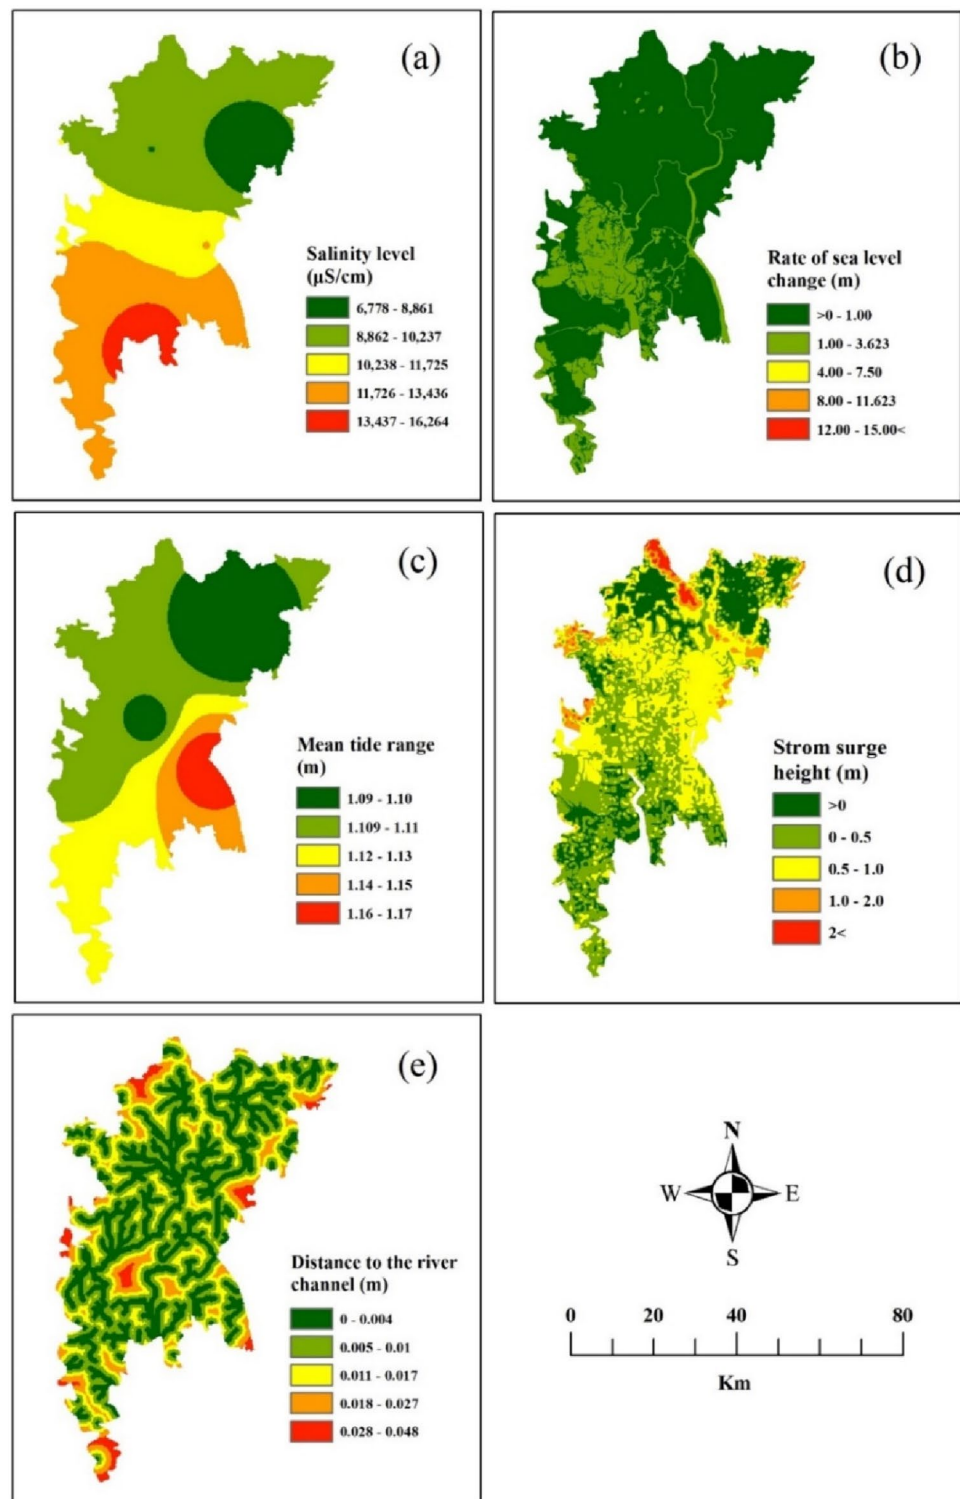 (a)
Salinity level
(µS/cm)
6,778 - 8,861
8,862 - 10,237
10,238 - 11,725
11,726 - 13,436
13,437 - 16,264
(b)
Rate of sea level
change (m)
>0 - 1.00
1.00 - 3.623
4.00 - 7.50
8.00 - 11.623
12.00 - 15.00<
(c)
Mean tide range
(m)
1.09 - 1.10
1.109 - 1.11
1.12 - 1.13
1.14 - 1.15
1.16 - 1.17
(d)
Strom surge
height (m)
>0
0 - 0.5
0.5 - 1.0
1.0 - 2.0
2<
(e)
Distance to the river
channel (m)
0 - 0.004
0.005 - 0.01
0.011 - 0.017
0.018 - 0.027
0.028 - 0.048
N
W E
S
0 20 40 80
Km